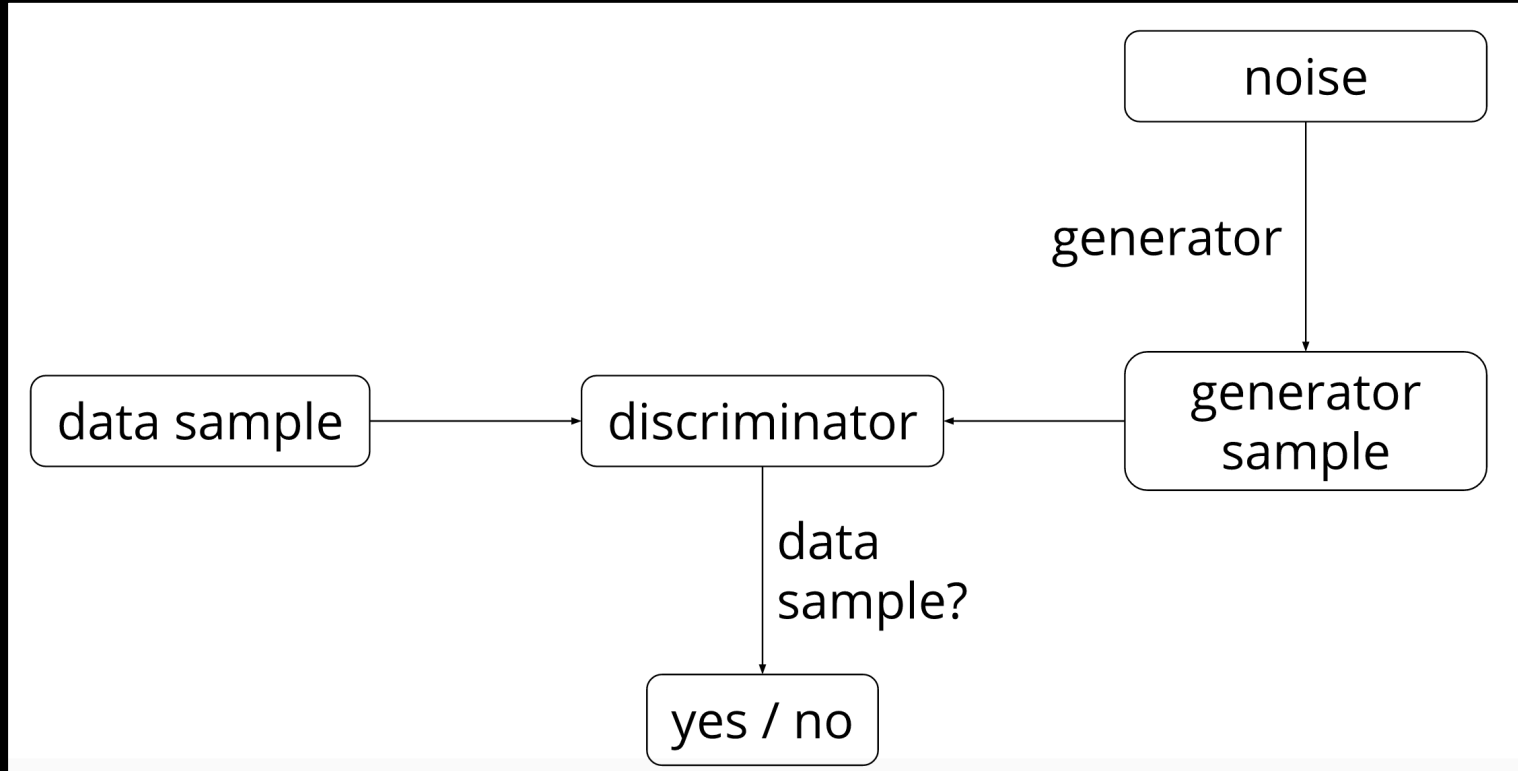 noise
generator
data sample
discriminator
generator
sample
data
sample?
yes / no